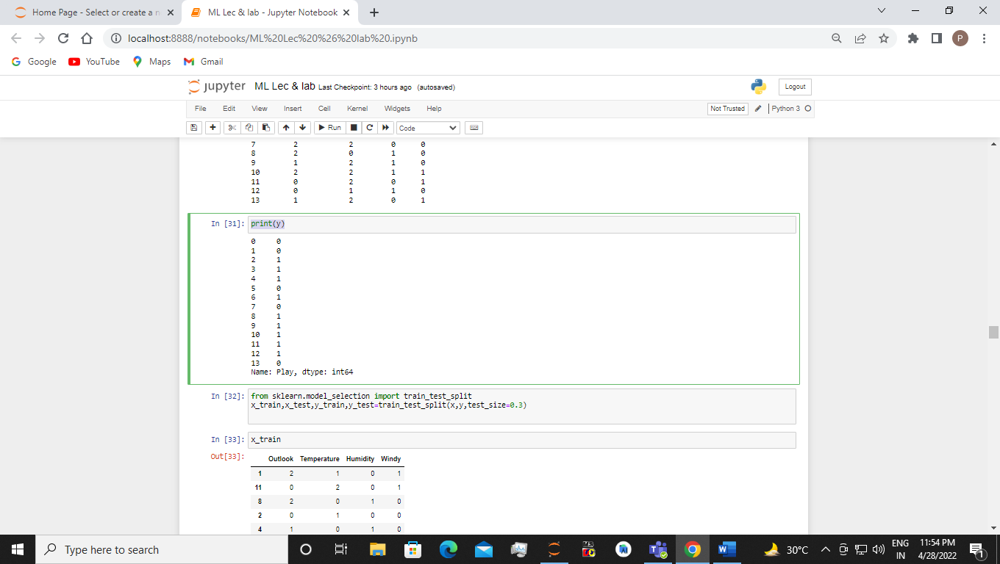 Home Page - Select or create a n
ML Lec & lab - Jupyter Notebook
localhost:8888/notebooks/ML%20Lec%20%26%20lab%20.ipynb
P
Google YouTube Maps Gmail
jupyter ML Lec & lab Last Checkpoint: 3 hours ago (autosaved)
Logout
File Edit View Insert Cell Kernel Widgets Help
Not Trusted Python 3
Run Code
7 2 2 0 0
8 2 0 1 0
9 1 2 1 0
10 2 2 1 1
11 0 2 0 1
12 0 1 1 0
13 1 2 0 1
In [31]: print(y)
0 0
1 0
2 1
3 1
4 1
5 0
6 1
7 0
8 1
9 1
10 1
11 1
12 1
13 0
Name: Play, dtype: int64
In [32]: from sklearn.model_selection import train_test_split
x_train,x_test,y_train,y_test=train_test_split(x,y,test_size=0.3)
In [33]: x_train
Out[33]:
Outlook Temperature Humidity Windy
1 2 1 0 1
11 0 2 0 1
8 2 0 1 0
2 0 1 0 0
4 1 0 1 0
Type here to search
30°C
ENG
IN
11:54 PM
4/28/2022
1